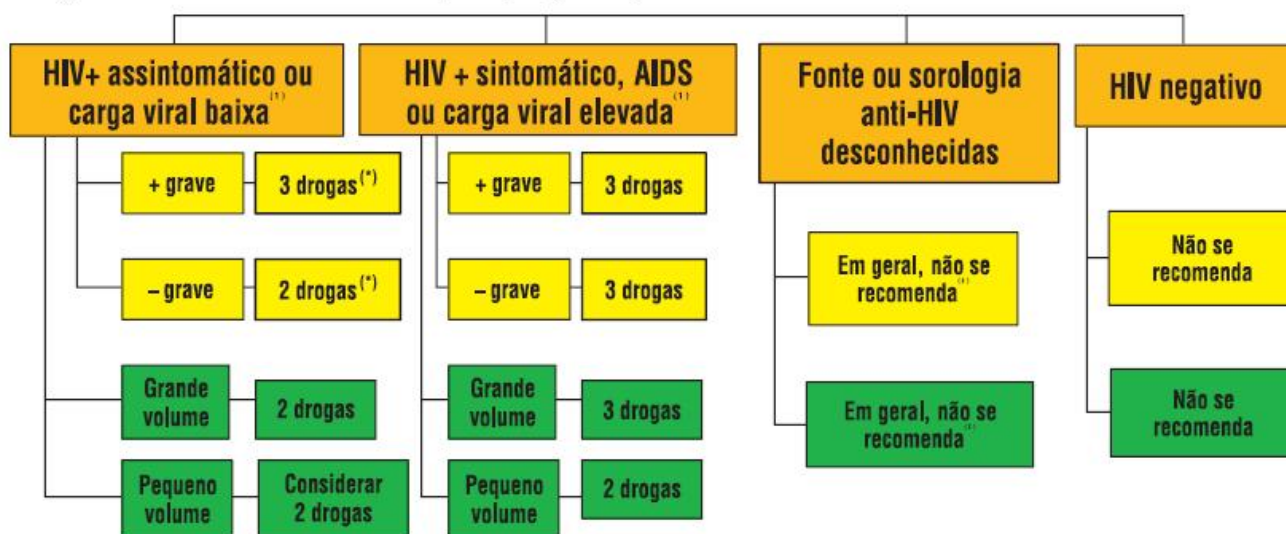 HIV+ assintomático ou
carga viral baixa(1)
HIV + sintomático, AIDS
ou carga viral elevada(1)
Fonte ou sorologia
anti-HIV
desconhecidas
HIV negativo
+ grave
3 drogas(*)
+ grave
3 drogas
– grave
2 drogas(*)
– grave
3 drogas
Em geral, não se
recomenda
Não se
recomenda
Grande
volume
2 drogas
Grande
volume
3 drogas
Em geral, não se
recomenda
Não se
recomenda
Pequeno
volume
Considerar
2 drogas
Pequeno
volume
2 drogas